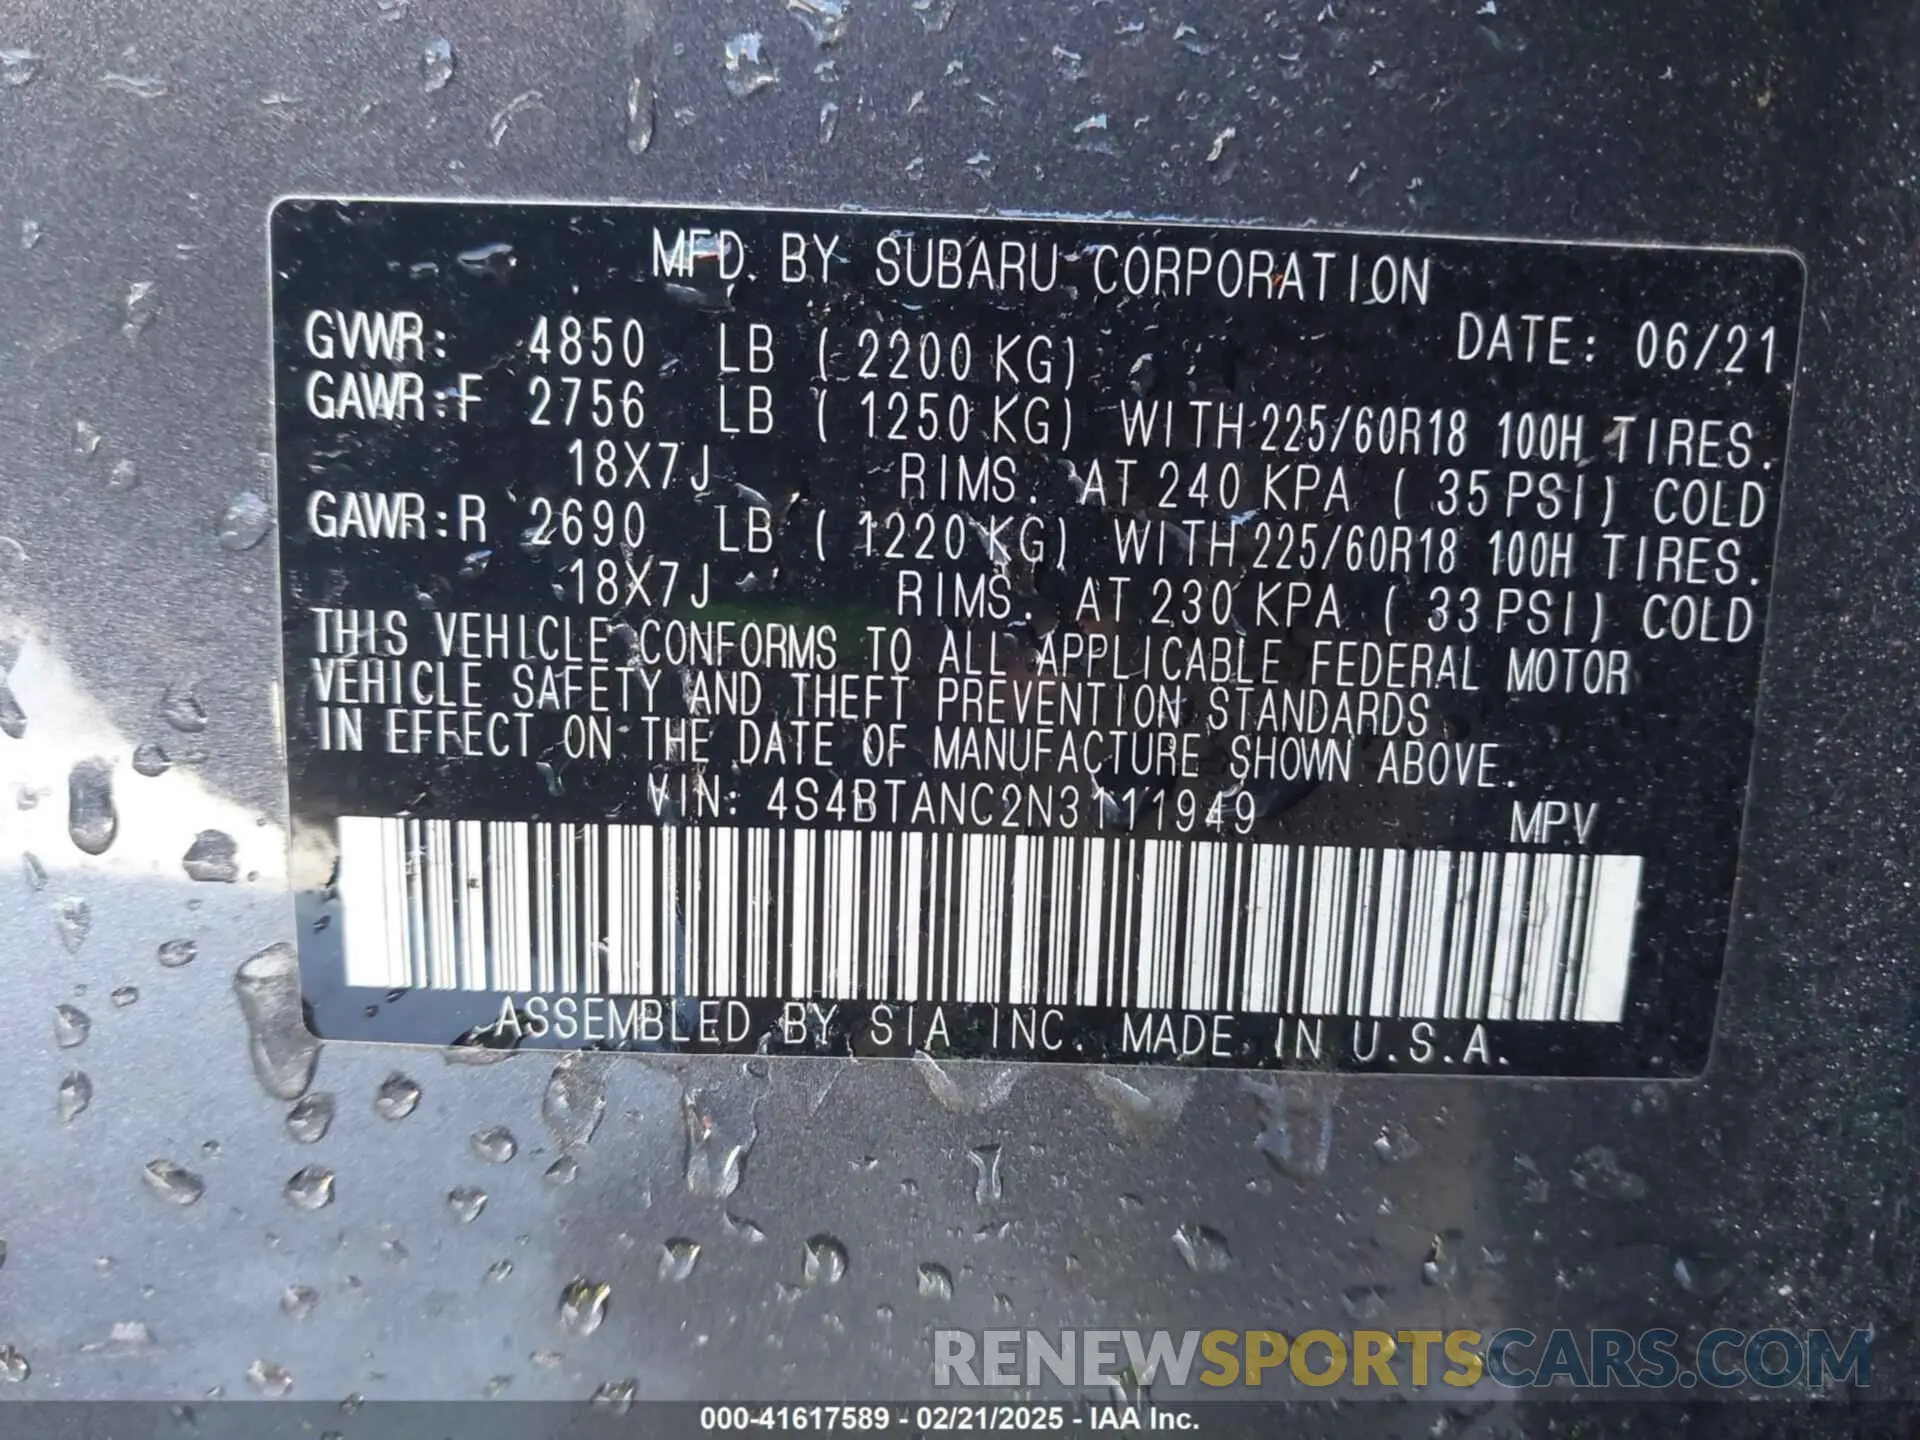 MFD. BY SUBARU CORPORATION
DATE: 06/21
GVWR: 4850 LB ( 2200 KG)
GAWR:F 2756 LB ( 1250 KG) WITH 225/60R18 100H TIRES.
18X7J RIMS. AT 240 KPA ( 35 PSI) COLD
GAWR:R 2690 LB ( 1220 KG) WITH 225/60R18 100H TIRES.
18X7J RIMS. AT 230 KPA ( 33 PSI) COLD
THIS VEHICLE CONFORMS TO ALL APPLICABLE FEDERAL MOTOR
VEHICLE SAFETY AND THEFT PREVENTION STANDARDS
IN EFFECT ON THE DATE OF MANUFACTURE SHOWN ABOVE.
VIN: 4S4BTANC2N3111949 MPV
ASSEMBLED BY SIA INC. MADE IN U.S.A.
RENEWSPORTSCARS.COM
000-41617589 - 02/21/2025 - IAA Inc.